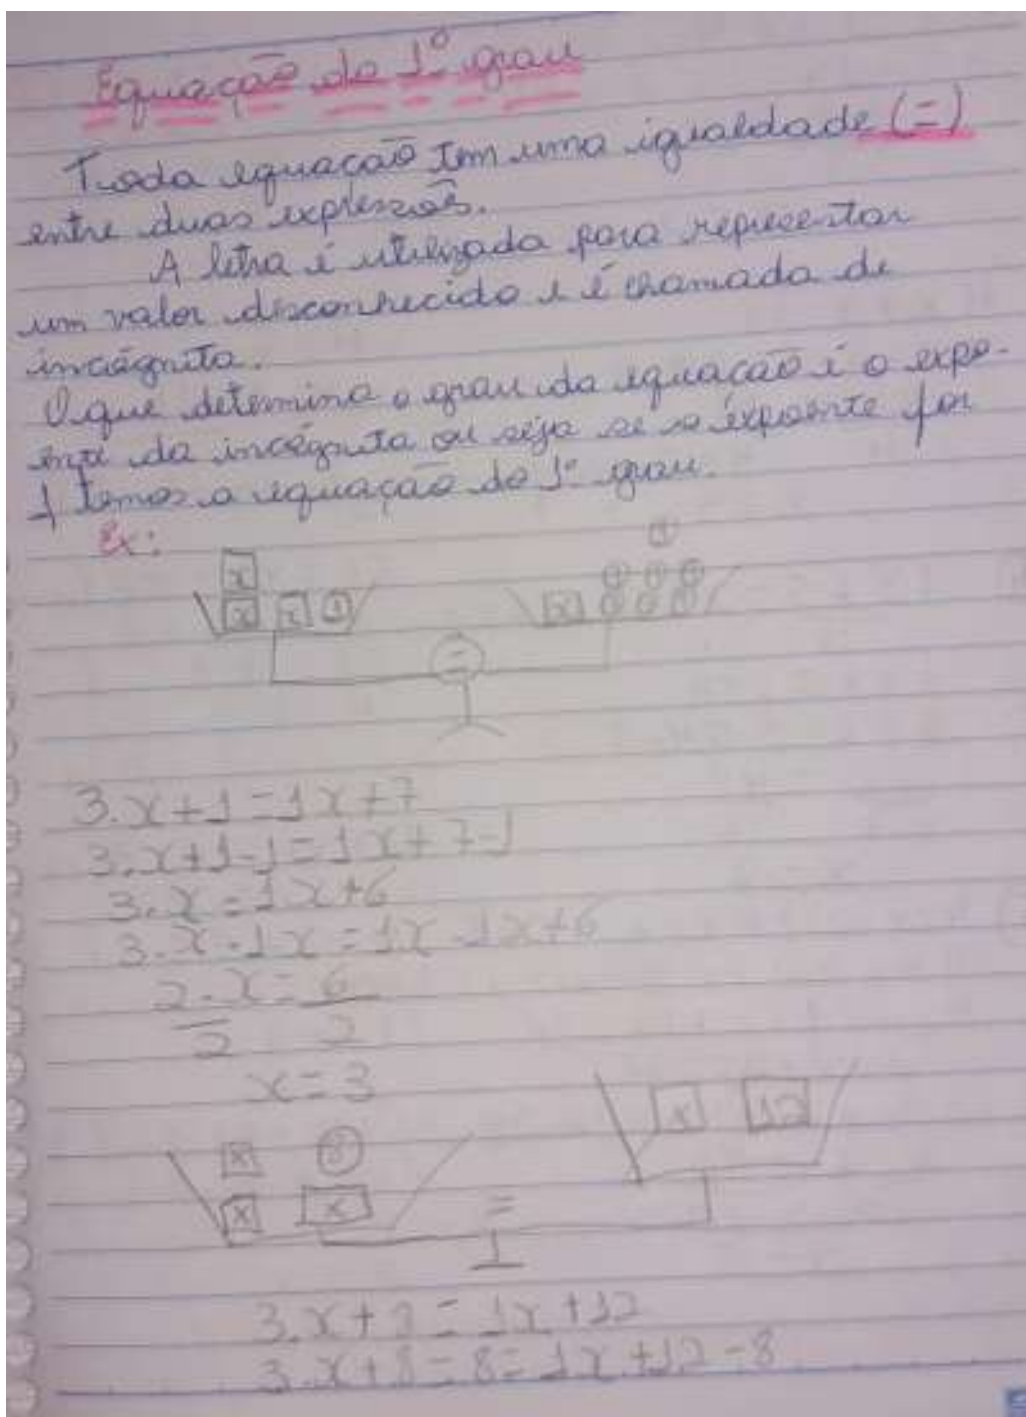 Equação do 1º grau
Toda equação tem uma igualdade (=)
entre duas expressões.
A letra é utilizada para representar
um valor desconhecido e é chamada de
incógnita.
O que determina o grau da equação é o expo-
ente da incógnita ou seja se o expoente for
1 temos a equação do 1º grau.
Ex:
1
x 1 1 1
x x 1 = x 1 1 1
3.x+1=1x+7
3.x+1-1=1x+7-1
3.x=1x+6
3.x-1x=1x-1x+6
2.x=6
2 2
x=3
x 12
x 8
x x =
3.x+8=1x+12
3.x+8-8=1x+12-8